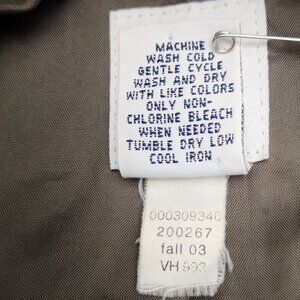 MACHINE
WASH COLD
GENTLE CYCLE
WASH AND DRY
WITH LIKE COLORS
ONLY NON-
CHLORINE BLEACH
WHEN NEEDED
TUMBLE DRY LOW
COOL IRON
000309340
200267
fall 03
VH